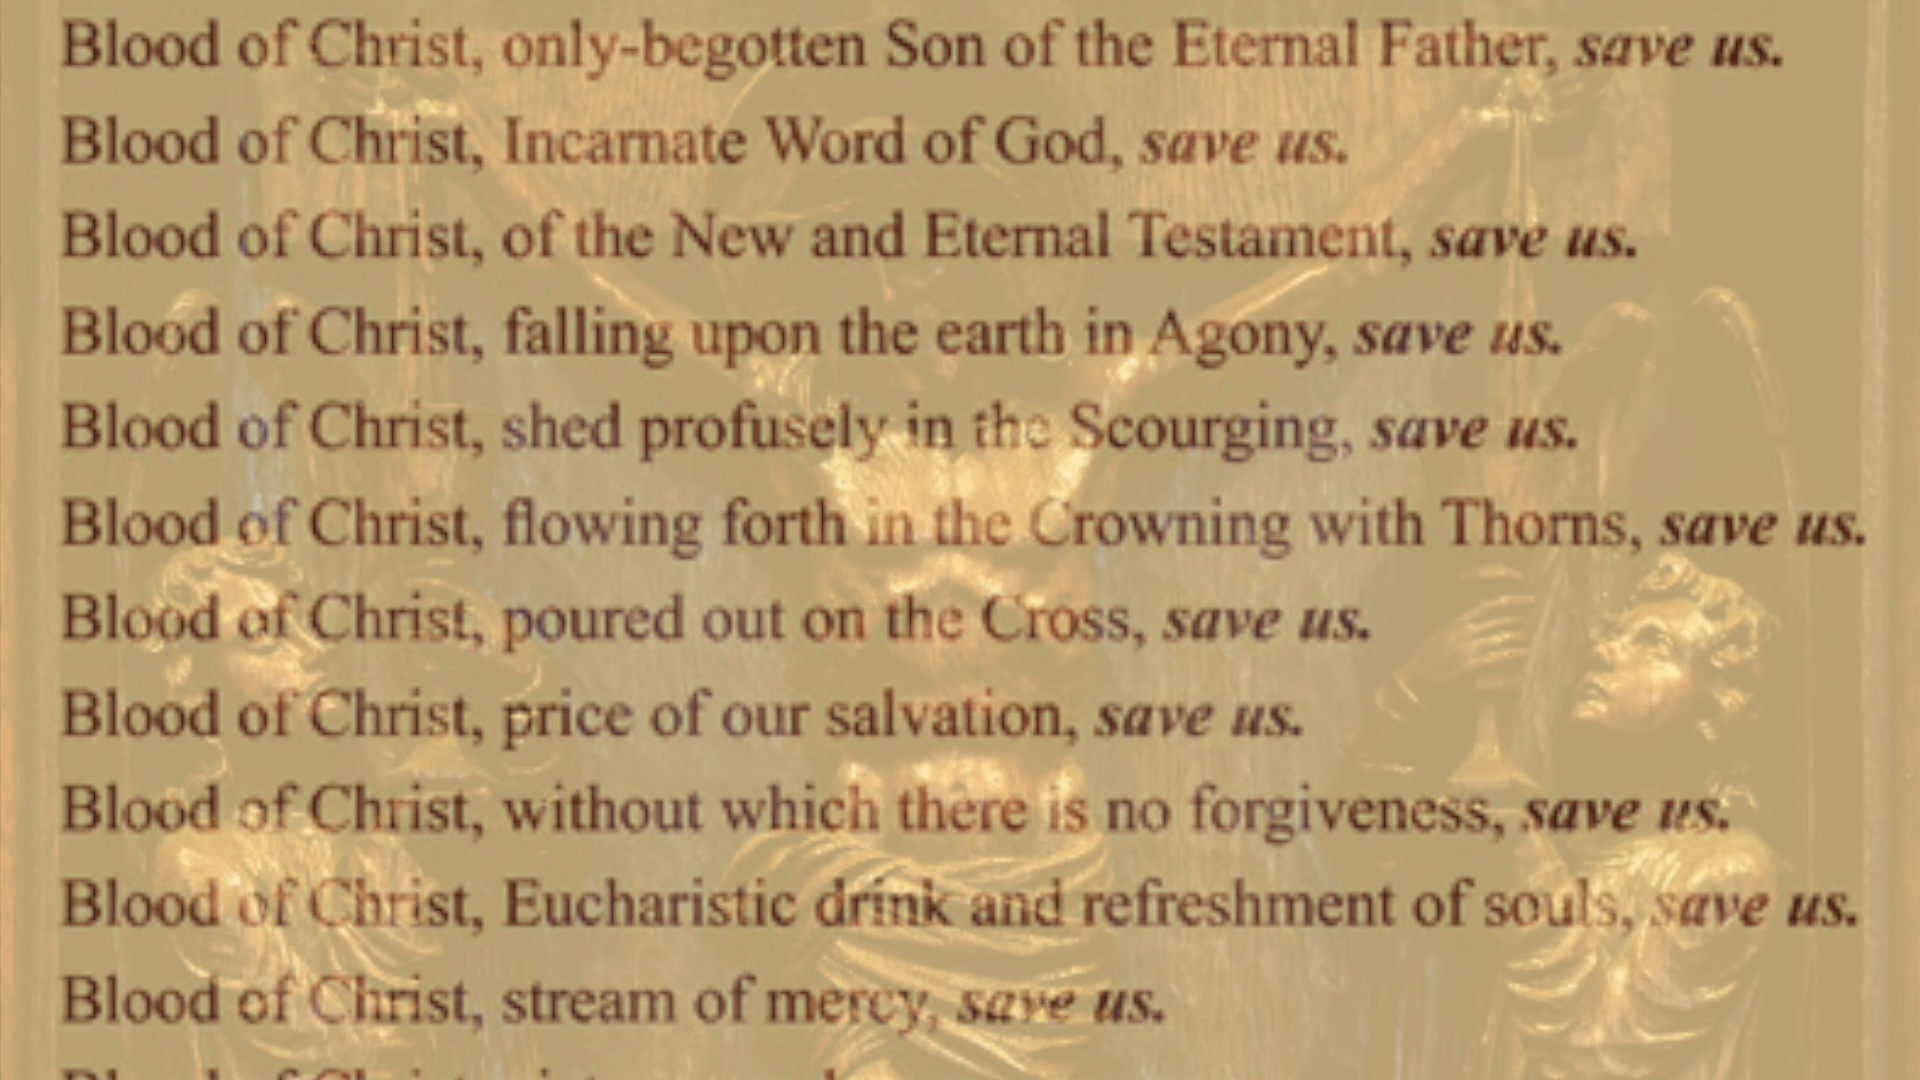 Blood of Christ, only-begotten Son of the Eternal Father, save us.
Blood of Christ, Incarnate Word of God, save us.
Blood of Christ, of the New and Eternal Testament, save us.
Blood of Christ, falling upon the earth in Agony, save us.
Blood of Christ, shed profusely in the Scourging, save us.
Blood of Christ, flowing forth in the Crowning with Thorns, save us.
Blood of Christ, poured out on the Cross, save us.
Blood of Christ, price of our salvation, save us.
Blood of Christ, without which there is no forgiveness, save us.
Blood of Christ, Eucharistic drink and refreshment of souls, save us.
Blood of Christ, stream of mercy, save us.